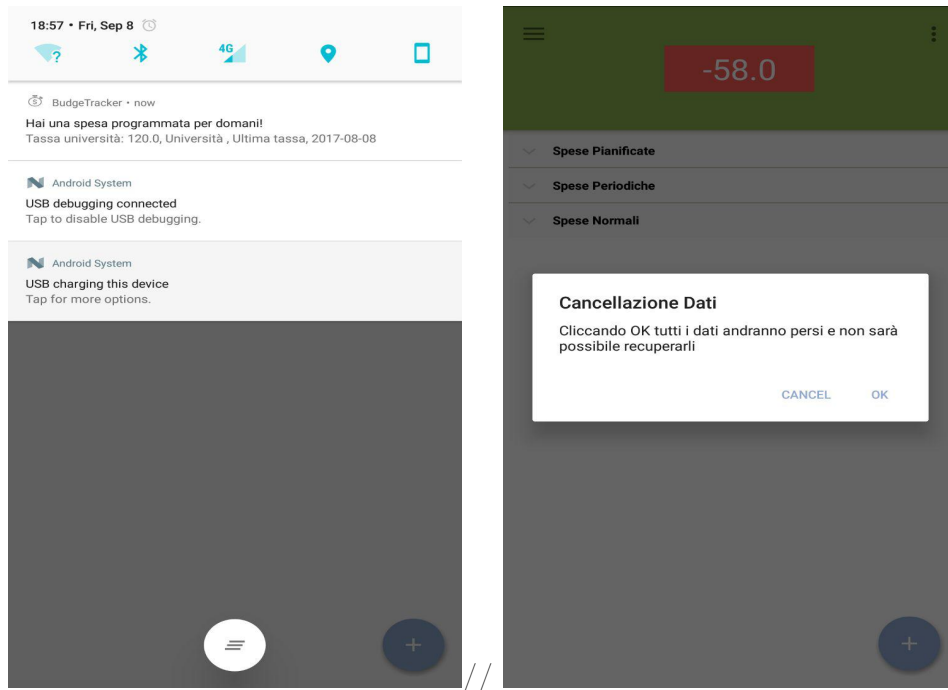 18:57 • Fri, Sep 8
?
4G
BudgeTracker • now
Hai una spesa programmata per domani!
Tassa università: 120.0, Università , Ultima tassa, 2017-08-08
Android System
USB debugging connected
Tap to disable USB debugging.
Android System
USB charging this device
Tap for more options.
+
//
-58.0
Spese Pianificate
Spese Periodiche
Spese Normali
Cancellazione Dati
Cliccando OK tutti i dati andranno persi e non sarà
possibile recuperarli
CANCEL OK
+